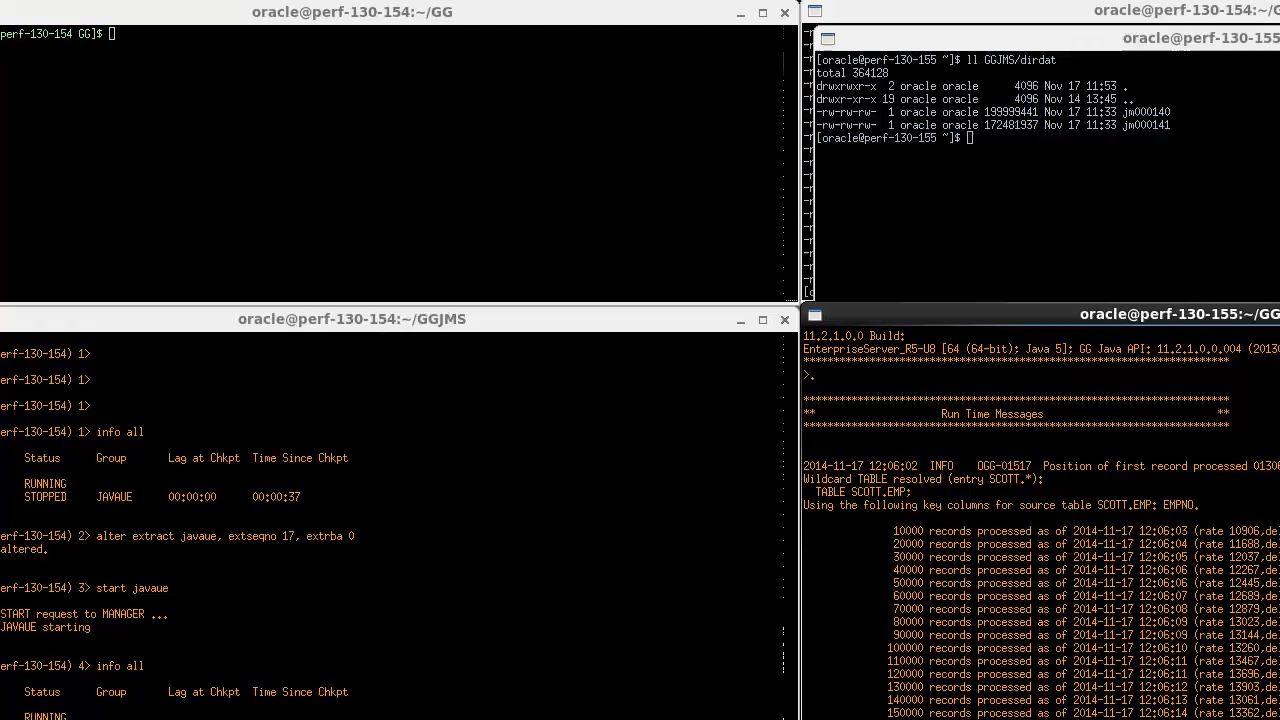 oracle@perf-130-154:~/GG
perf-130-154 GG]$
oracle@perf-130-154:~/G
oracle@perf-130-155
[oracle@perf-130-155 ~]$ ll GGJMS/dirdat
total 364128
drwxrwxr-x 2 oracle oracle 4096 Nov 17 11:53 .
drwxrwxr-x 19 oracle oracle 4096 Nov 14 13:45 ..
-rw-rw-rw- 1 oracle oracle 199999441 Nov 17 11:33 jm000140
-rw-rw-rw- 1 oracle oracle 172481937 Nov 17 11:33 jm000141
[oracle@perf-130-155 ~]$
oracle@perf-130-154:~/GGJMS
erf-130-154) 1>
erf-130-154) 1>
erf-130-154) 1>
erf-130-154) 1> info all
Status Group Lag at Chkpt Time Since Chkpt
RUNNING
STOPPED JAVAUE 00:00:00 00:00:37
erf-130-154) 2> alter extract javaue, extseqno 17, extrba 0
altered.
erf-130-154) 3> start javaue
START request to MANAGER ...
JAVAUE starting
erf-130-154) 4> info all
Status Group Lag at Chkpt Time Since Chkpt
RUNNING
oracle@perf-130-155:~/GG
11.2.1.0.0 Build:
EnterpriseServer_R5-U8 [64 (64-bit); Java 5]; GG Java API: 11.2.1.0.0.004 (20130
***********************************************************************
>.
***********************************************************************
** Run Time Messages **
***********************************************************************
2014-11-17 12:06:02 INFO OGG-01517 Position of first record processed 01306
Wildcard TABLE resolved (entry SCOTT.*):
TABLE SCOTT.EMP;
Using the following key columns for source table SCOTT.EMP: EMPNO.
10000 records processed as of 2014-11-17 12:06:03 (rate 10906,de
20000 records processed as of 2014-11-17 12:06:04 (rate 11688,de
30000 records processed as of 2014-11-17 12:06:05 (rate 12037,de
40000 records processed as of 2014-11-17 12:06:06 (rate 12267,de
50000 records processed as of 2014-11-17 12:06:06 (rate 12445,de
60000 records processed as of 2014-11-17 12:06:07 (rate 12689,de
70000 records processed as of 2014-11-17 12:06:08 (rate 12879,de
80000 records processed as of 2014-11-17 12:06:09 (rate 13023,de
90000 records processed as of 2014-11-17 12:06:09 (rate 13144,de
100000 records processed as of 2014-11-17 12:06:10 (rate 13260,de
110000 records processed as of 2014-11-17 12:06:11 (rate 13467,de
120000 records processed as of 2014-11-17 12:06:11 (rate 13696,de
130000 records processed as of 2014-11-17 12:06:12 (rate 13903,de
140000 records processed as of 2014-11-17 12:06:13 (rate 13061,de
150000 records processed as of 2014-11-17 12:06:14 (rate 13362,de